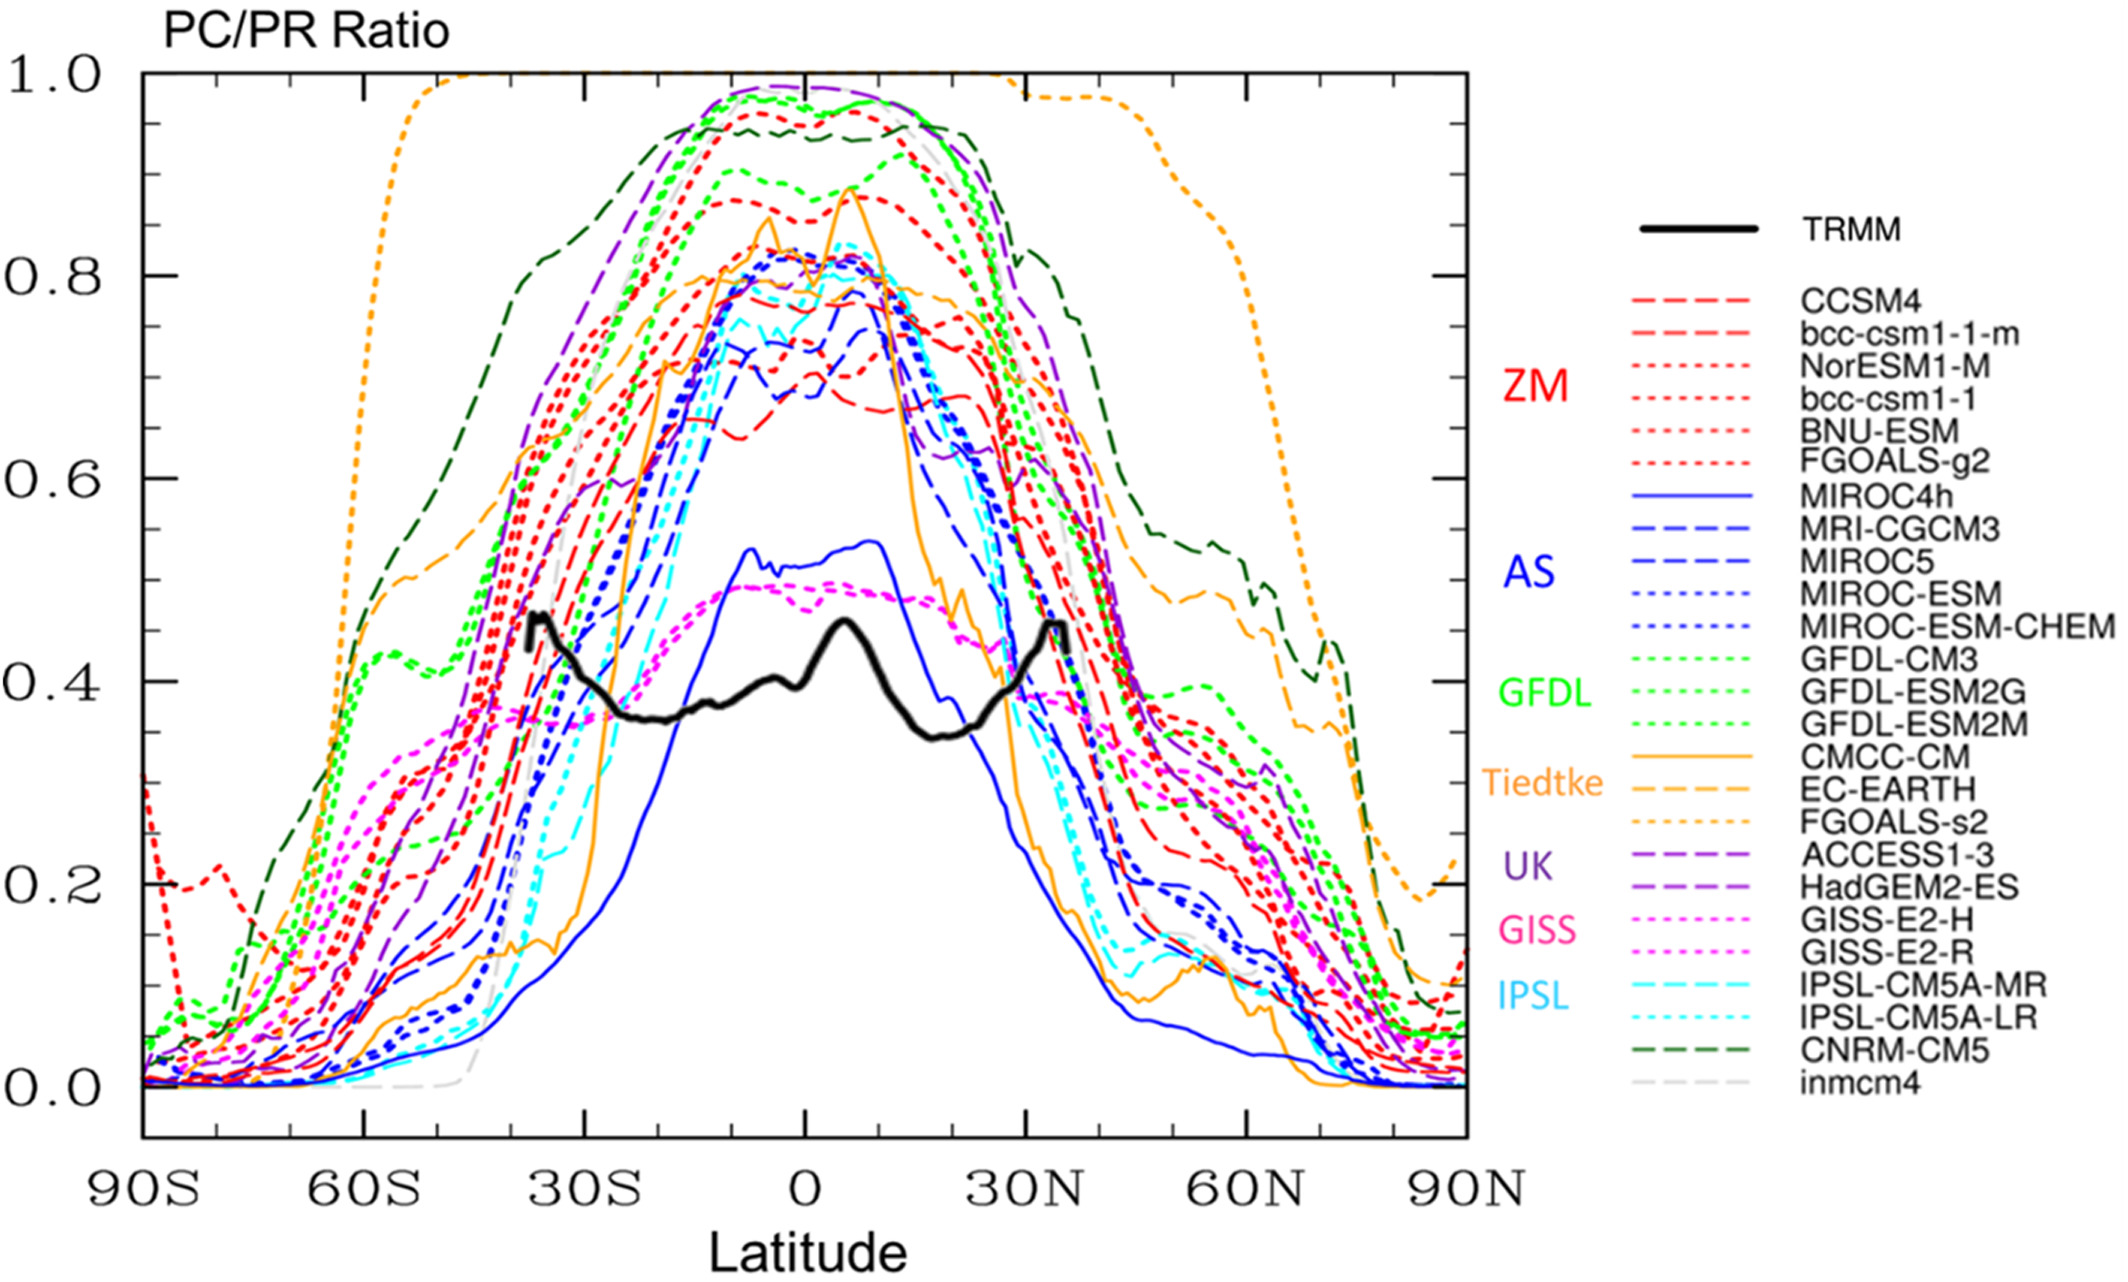 PC/PR Ratio
1.0
0.8
0.6
0.4
0.2
0.0
90S 60S 30S 0 30N 60N 90N
Latitude
TRMM
ZM
AS
GFDL
Tiedtke
UK
GISS
IPSL
CCSM4
bcc-csm1-1-m
NorESM1-M
bcc-csm1-1
BNU-ESM
FGOALS-g2
MIROC4h
MRI-CGCM3
MIROC5
MIROC-ESM
MIROC-ESM-CHEM
GFDL-CM3
GFDL-ESM2G
GFDL-ESM2M
CMCC-CM
EC-EARTH
FGOALS-s2
ACCESS1-3
HadGEM2-ES
GISS-E2-H
GISS-E2-R
IPSL-CM5A-MR
IPSL-CM5A-LR
CNRM-CM5
inmcm4